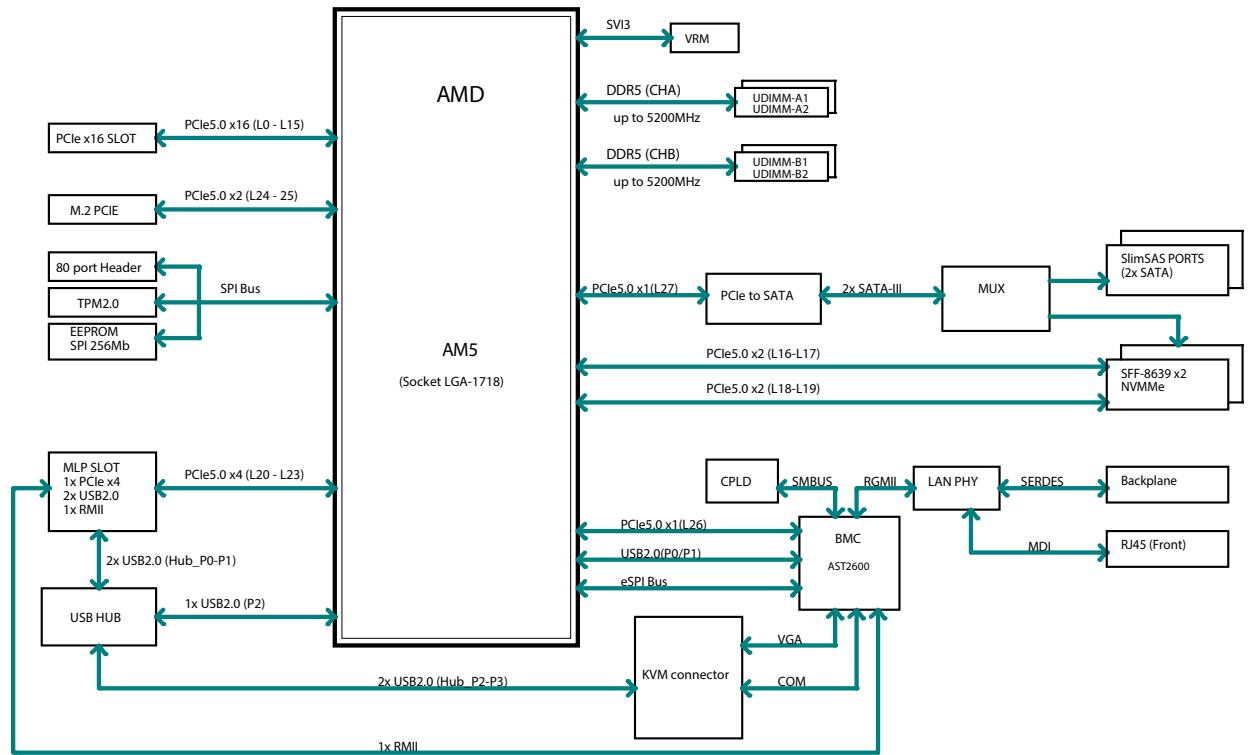 SVI3
VRM
AMD
DDR5 (CHA)
up to 5200MHz
UDIMM-A1
UDIMM-A2
PCIe x16 SLOT
PCIe5.0 x16 (L0 - L15)
DDR5 (CHB)
up to 5200MHz
UDIMM-B1
UDIMM-B2
M.2 PCIE
PCIe5.0 x2 (L24 - 25)
80 port Header
TPM2.0
EEPROM
SPI 256Mb
SPI Bus
PCIe5.0 x1(L27)
PCIe to SATA
2x SATA-III
MUX
SlimSAS PORTS
(2x SATA)
AM5
(Socket LGA-1718)
PCIe5.0 x2 (L16-L17)
PCIe5.0 x2 (L18-L19)
SFF-8639 x2
NVMMe
MLP SLOT
1x PCIe x4
2x USB2.0
1x RMII
PCIe5.0 x4 (L20 - L23)
CPLD
SMBUS
RGMII
LAN PHY
SERDES
Backplane
PCIe5.0 x1(L26)
USB2.0(P0/P1)
eSPI Bus
BMC
AST2600
MDI
RJ45 (Front)
2x USB2.0 (Hub_P0-P1)
USB HUB
1x USB2.0 (P2)
KVM connector
VGA
COM
2x USB2.0 (Hub_P2-P3)
1x RMII